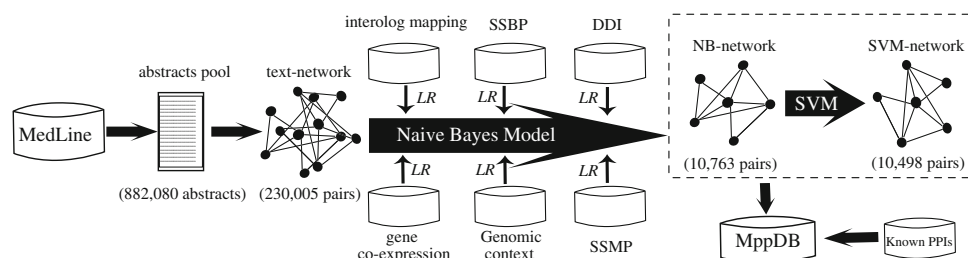 interolog mapping
SSBP
DDI
NB-network
SVM-network
abstracts pool
text-network
LR
LR
LR
MedLine
Naive Bayes Model
SVM
LR
LR
LR
(10,763 pairs)
(10,498 pairs)
(882,080 abstracts)
(230,005 pairs)
gene
co-expression
Genomic
context
SSMP
MppDB
Known PPIs